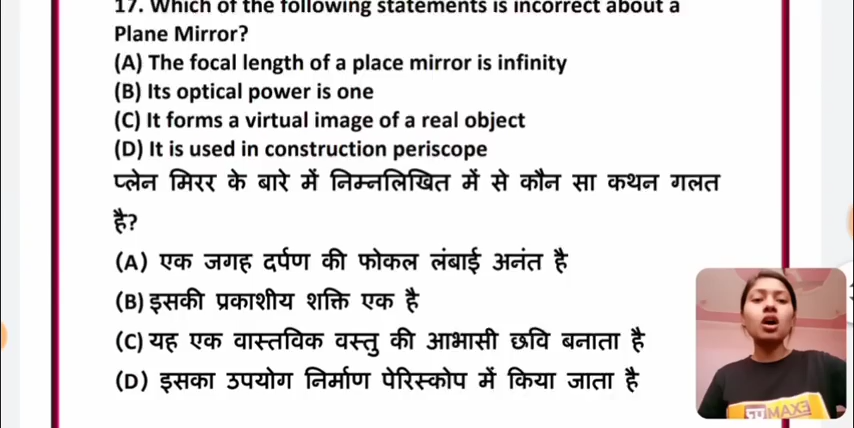 17. Which of the following statements is incorrect about a
Plane Mirror?
(A) The focal length of a place mirror is infinity
(B) Its optical power is one
(C) It forms a virtual image of a real object
(D) It is used in construction periscope
प्लेन मिरर के बारे में निम्नलिखित में से कौन सा कथन गलत
है?
(A) एक जगह दर्पण की फोकल लंबाई अनंत है
(B) इसकी प्रकाशीय शक्ति एक है
(C) यह एक वास्तविक वस्तु की आभासी छवि बनाता है
(D) इसका उपयोग निर्माण पेरिस्कोप में किया जाता है